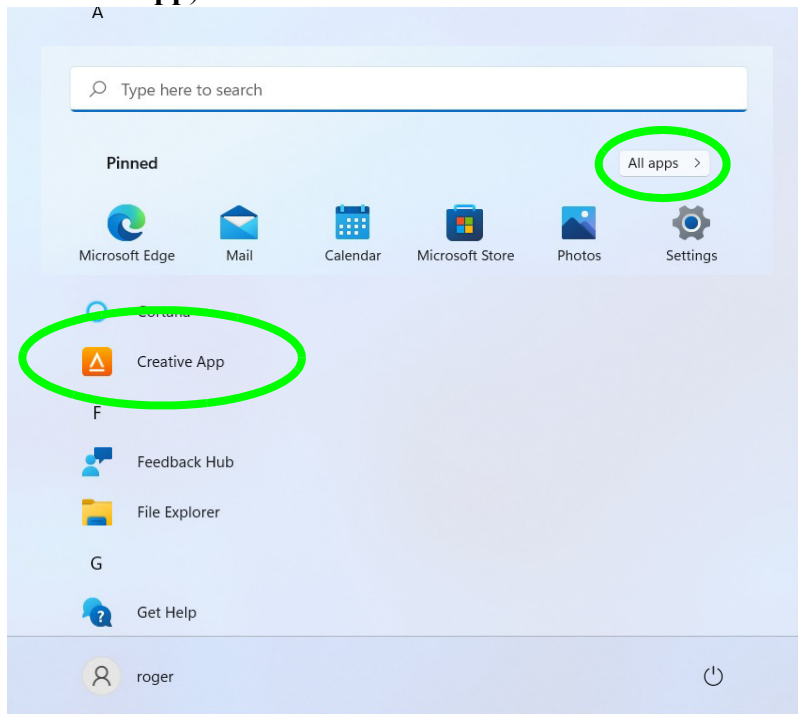 A
Type here to search
Pinned
All apps >
Microsoft Edge Mail Calendar Microsoft Store Photos Settings
Cortana
Creative App
F
Feedback Hub
File Explorer
G
Get Help
roger